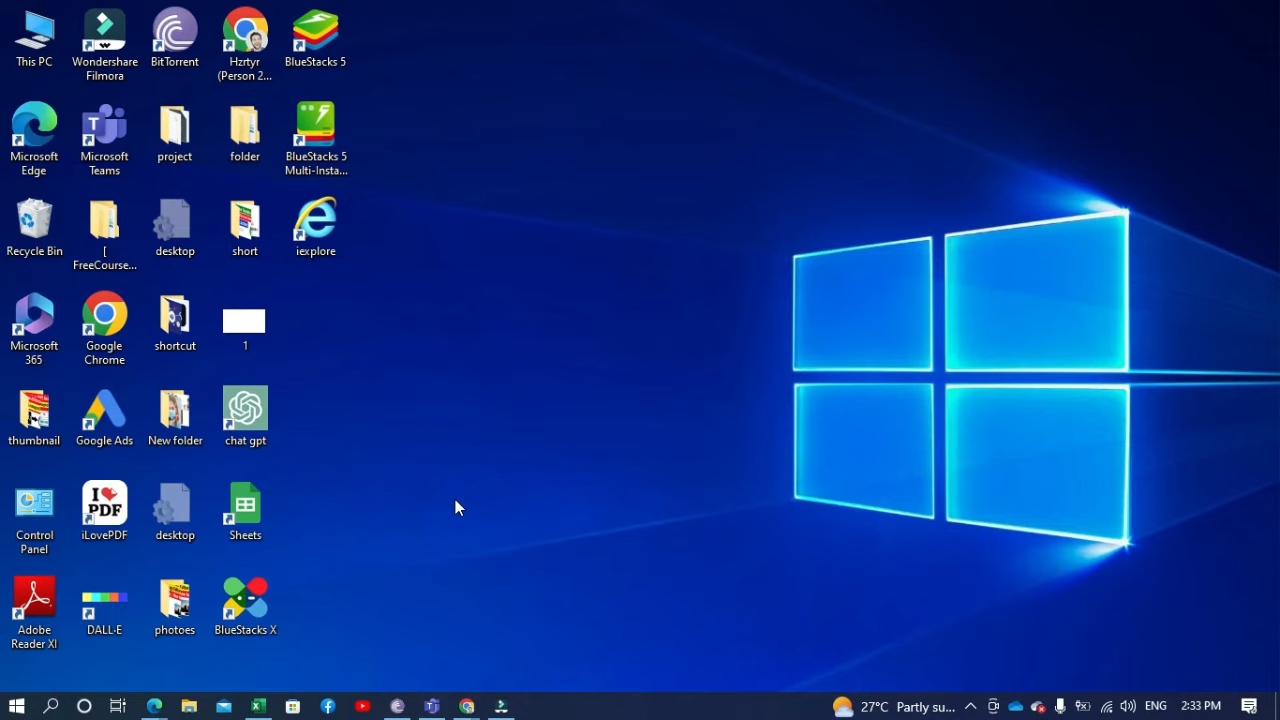 This PC
Wondershare
Filmora
BitTorrent
Hzrtyr
(Person 2...
BlueStacks 5
Microsoft
Edge
Microsoft
Teams
project
folder
BlueStacks 5
Multi-Insta...
Recycle Bin
[
FreeCourse...
desktop
short
iexplore
Microsoft
365
Google
Chrome
shortcut
1
thumbnail
Google Ads
New folder
chat gpt
Control
Panel
I
PDF
iLovePDF
desktop
Sheets
Adobe
Reader XI
DALL·E
photoes
BlueStacks X
27°C Partly su...
ENG
2:33 PM